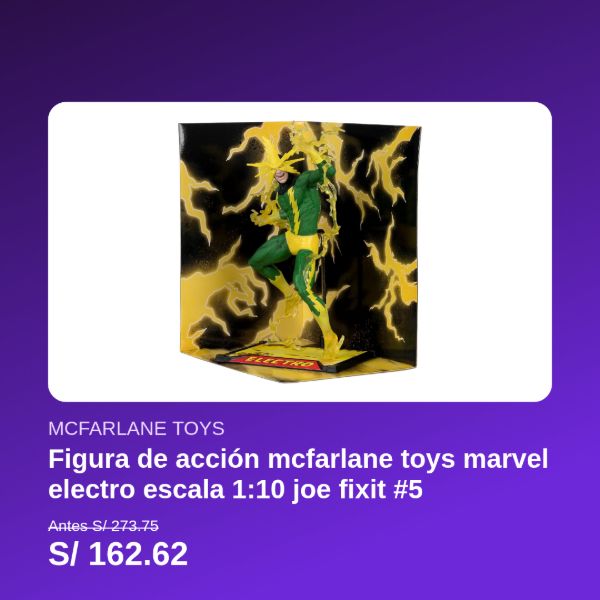 ELECTRO
MCFARLANE TOYS
Figura de acción mcfarlane toys marvel
electro escala 1:10 joe fixit #5
Antes S/ 273.75
S/ 162.62